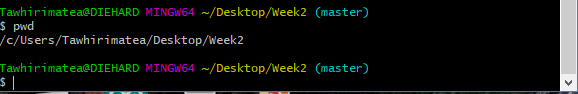 Tawhirimatea@DIEHARD MINGW64 ~/Desktop/Week2 (master)
$ pwd
/c/Users/Tawhirimatea/Desktop/Week2
Tawhirimatea@DIEHARD MINGW64 ~/Desktop/Week2 (master)
$